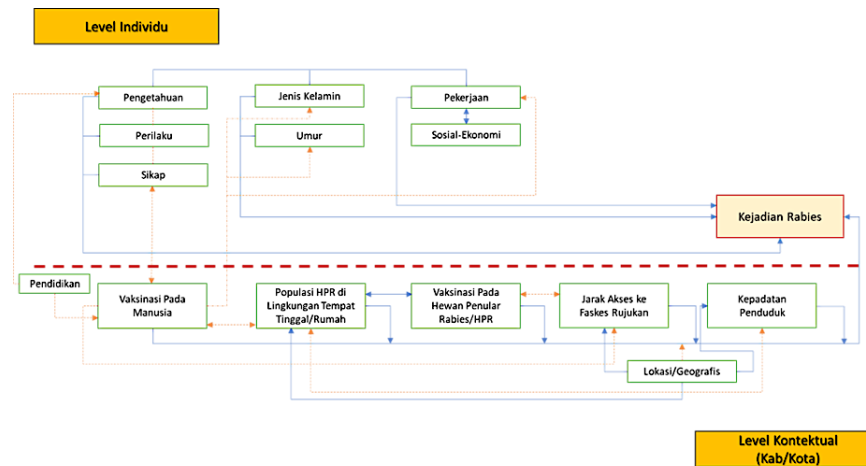 Level Individu
Pengetahuan
Jenis Kelamin
Pekerjaan
Perilaku
Umur
Sosial-Ekonomi
Sikap
Kejadian Rabies
Pendidikan
Vaksinasi Pada
Manusia
Populasi HPR di
Lingkungan Tempat
Tinggal/Rumah
Vaksinasi Pada
Hewan Penular
Rabies/HPR
Jarak Akses ke
Faskes Rujukan
Kepadatan
Penduduk
Lokasi/Geografis
Level Kontektual
(Kab/Kota)